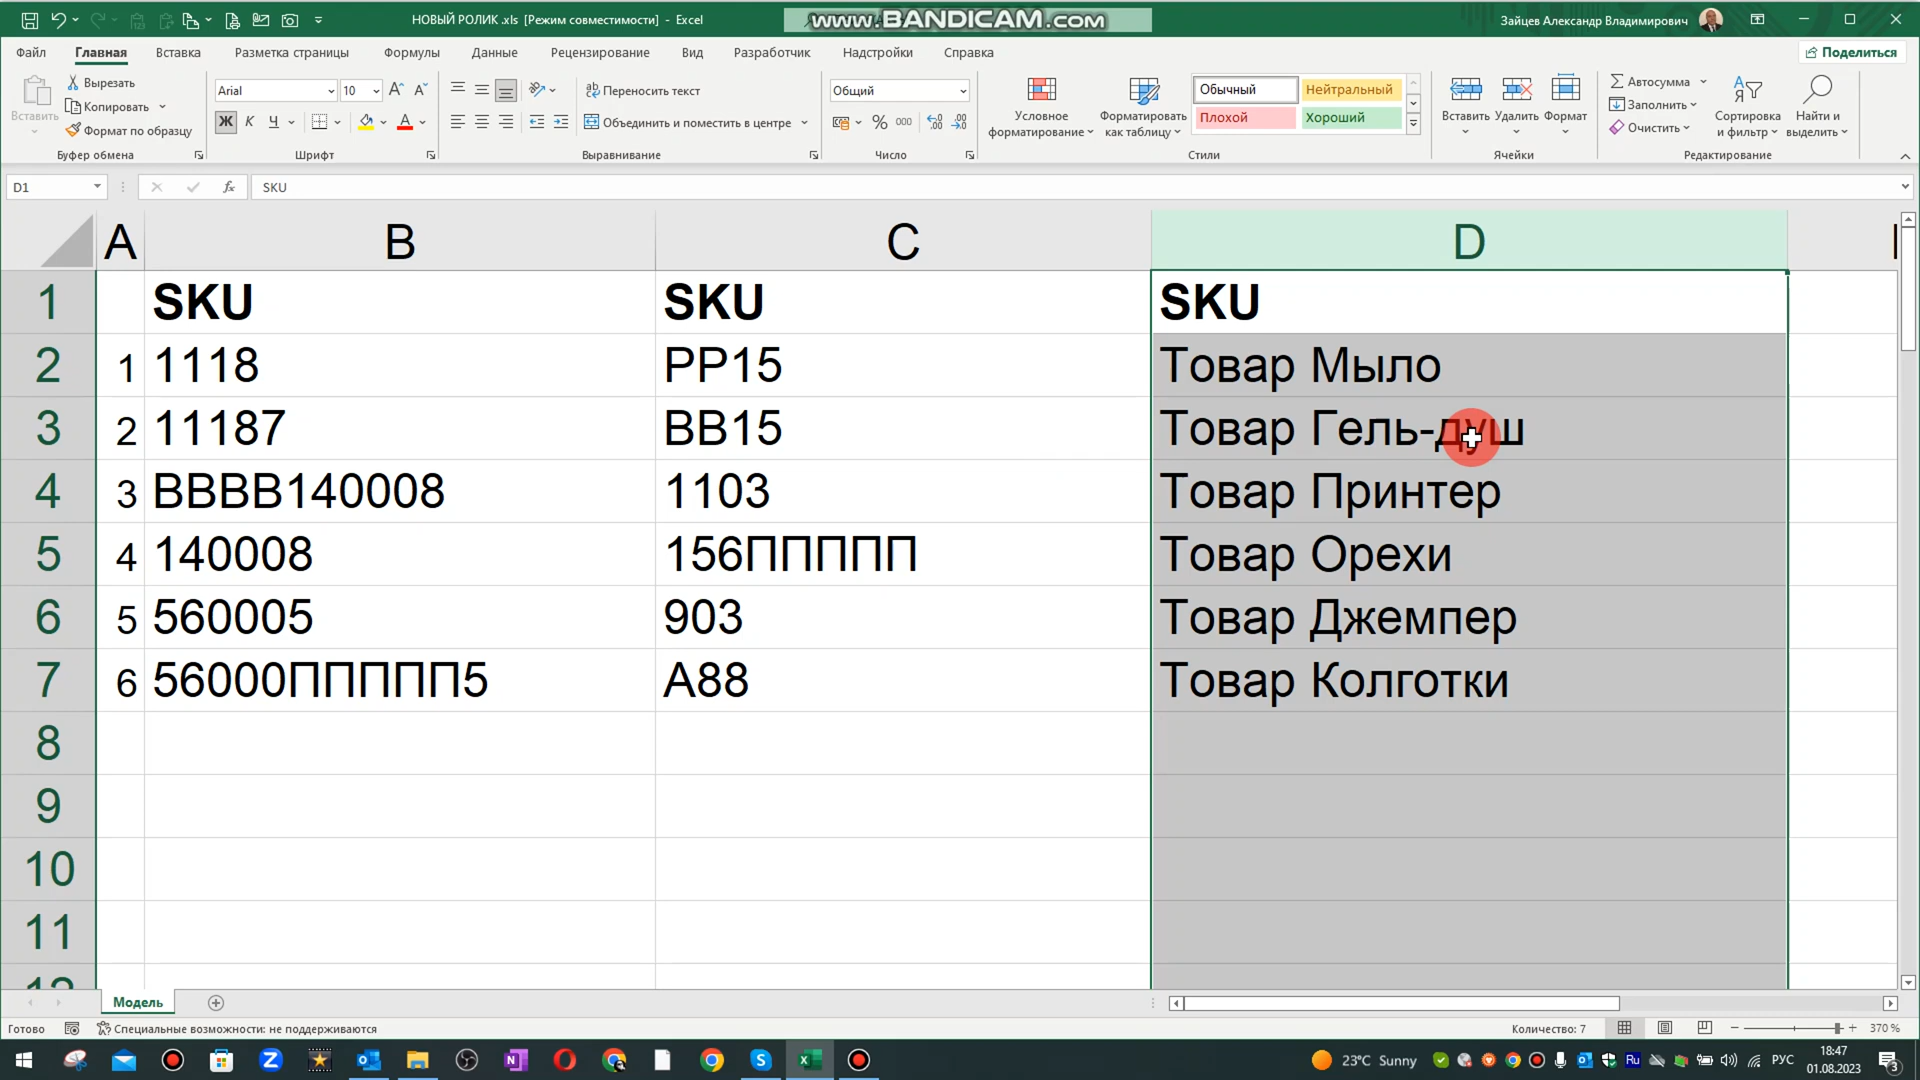 НОВЫЙ РОЛИК .xls [Режим совместимости] - Excel
www.BANDICAM.com
Зайцев Александр Владимирович
Файл Главная Вставка Разметка страницы Формулы Данные Рецензирование Вид Разработчик Надстройки Справка
Поделиться
Вставить
Вырезать
Копировать
Формат по образцу
Буфер обмена
Arial 10
Ж К Ч
Шрифт
Переносить текст
Объединить и поместить в центре
Выравнивание
Общий
% 000
Число
Условное форматирование
Форматировать как таблицу
Обычный Нейтральный
Плохой Хороший
Стили
Вставить Удалить Формат
Ячейки
Автосумма
Заполнить
Очистить
Сортировка и фильтр
Найти и выделить
Редактирование
D1 fx SKU
A B C D
1 SKU SKU SKU
2 1 1118 PP15 Товар Мыло
3 2 11187 BB15 Товар Гель-душ
4 3 BBBB140008 1103 Товар Принтер
5 4 140008 156ППППП Товар Орехи
6 5 560005 903 Товар Джемпер
7 6 56000ППППП5 A88 Товар Колготки
8
9
10
11
12
Модель
Готово Специальные возможности: не поддерживаются Количество: 7 370 %
23°C Sunny Ru РУС 18:47
01.08.2023 3